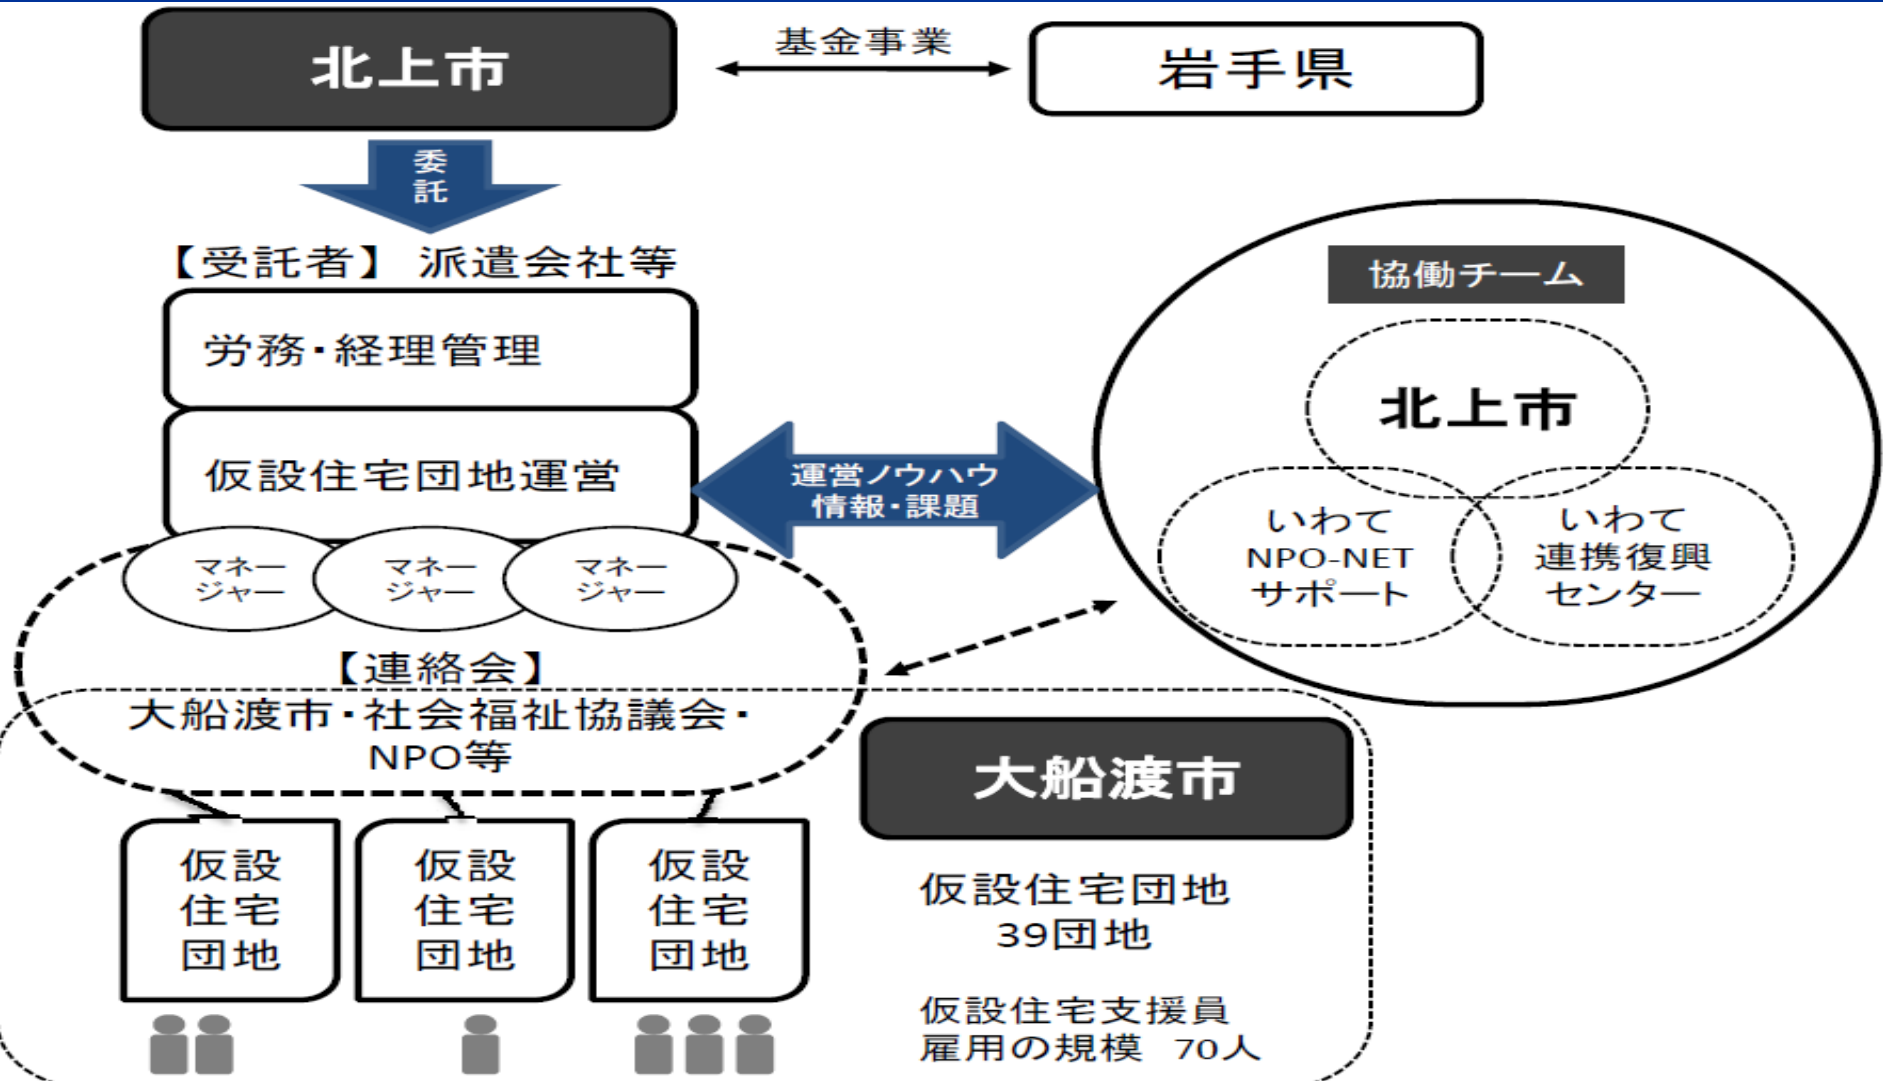 北上市
基金事業
岩手県
委
託
【受託者】 派遣会社等
労務・経理管理
仮設住宅団地運営
マネー
ジャー
マネー
ジャー
マネー
ジャー
運営ノウハウ
情報・課題
協働チーム
北上市
いわて
NPO-NET
サポート
いわて
連携復興
センター
【連絡会】
大船渡市・社会福祉協議会・
NPO等
仮設
住宅
団地
仮設
住宅
団地
仮設
住宅
団地
大船渡市
仮設住宅団地
39団地
仮設住宅支援員
雇用の規模 70人